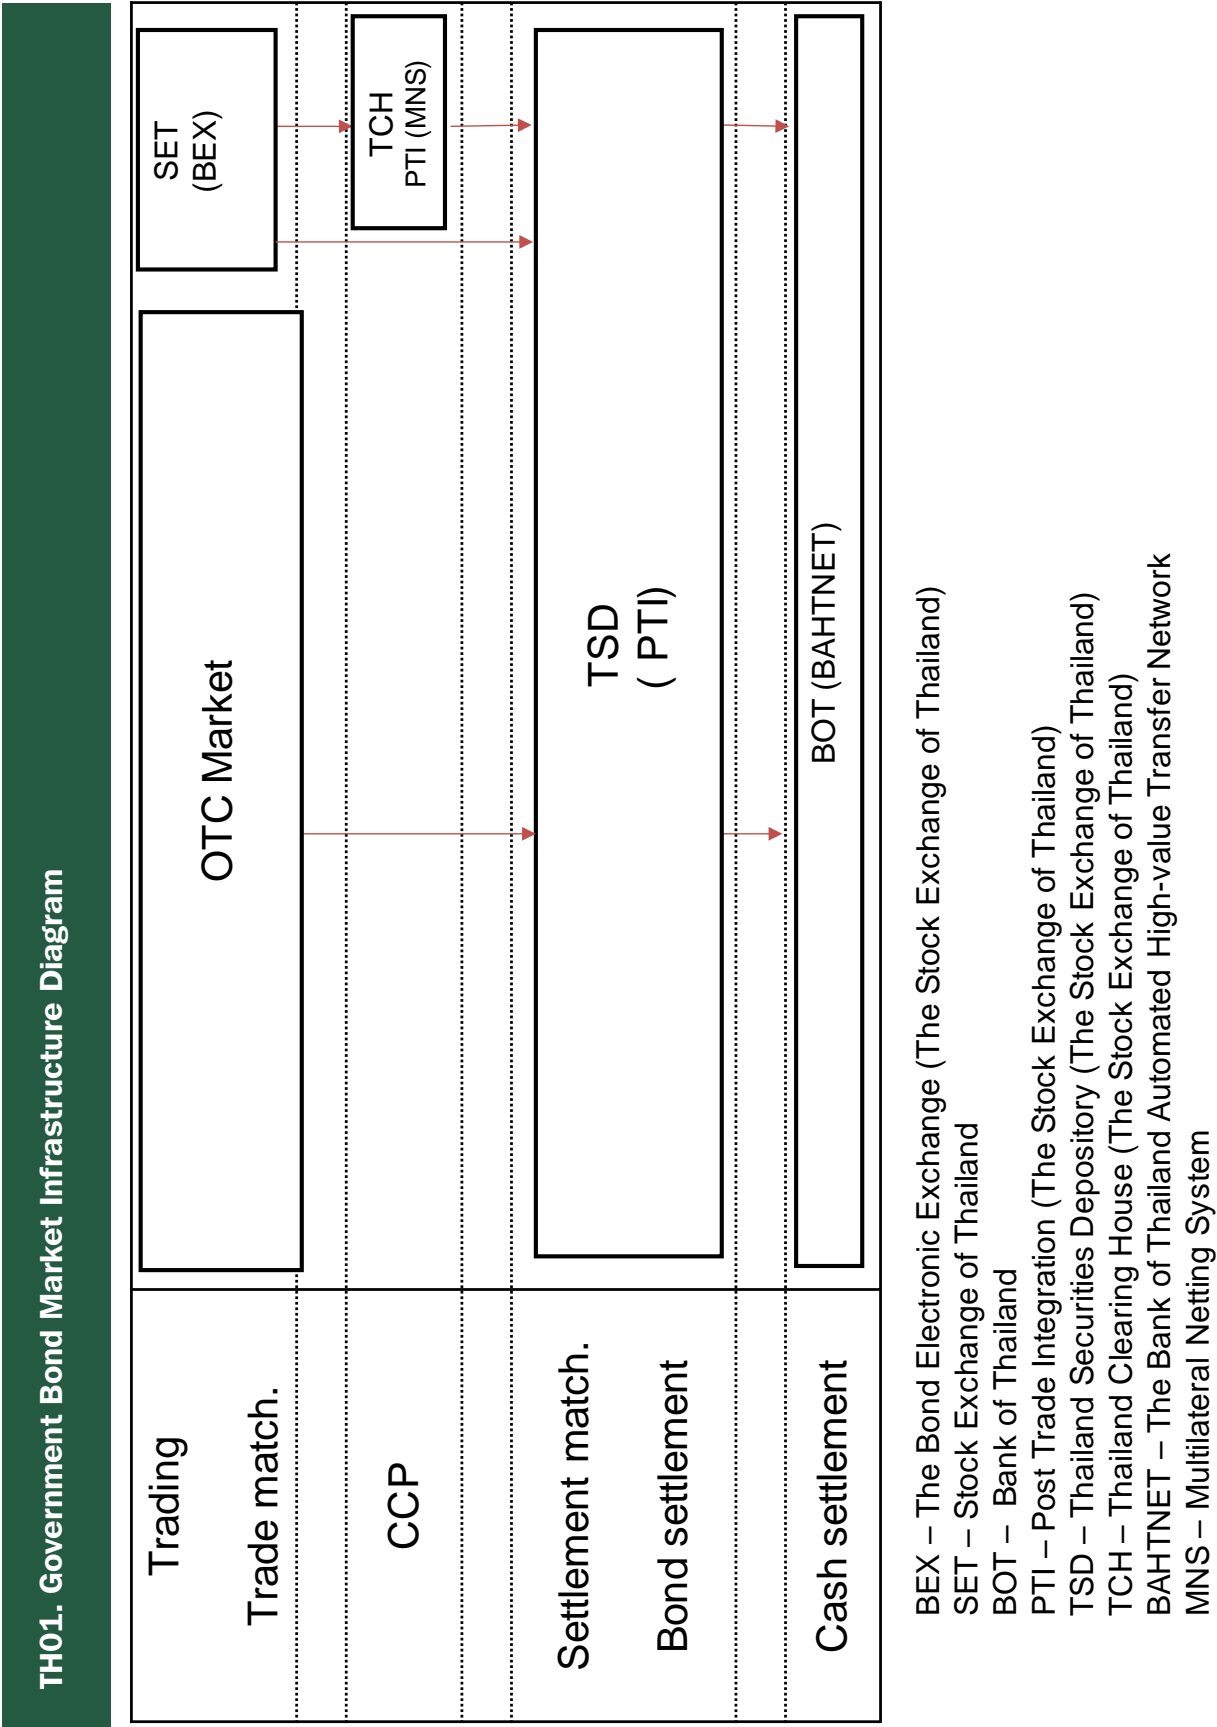 TH01. Government Bond Market Infrastructure Diagram
Trading
Trade match.
OTC Market
SET
(BEX)
CCP
TCH
PTI (MNS)
Settlement match.
Bond settlement
TSD
( PTI)
Cash settlement
BOT (BAHTNET)
BEX – The Bond Electronic Exchange (The Stock Exchange of Thailand)
SET – Stock Exchange of Thailand
BOT – Bank of Thailand
PTI – Post Trade Integration (The Stock Exchange of Thailand)
TSD – Thailand Securities Depository (The Stock Exchange of Thailand)
TCH – Thailand Clearing House (The Stock Exchange of Thailand)
BAHTNET – The Bank of Thailand Automated High-value Transfer Network
MNS – Multilateral Netting System